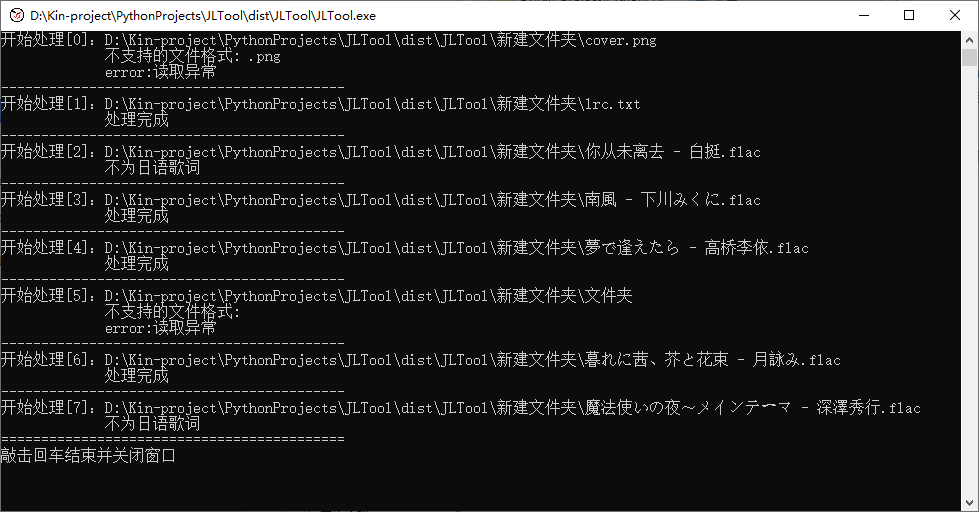 D:\Kin-project\PythonProjects\JLTool\dist\JLTool\JLTool.exe
开始处理[0]: D:\Kin-project\PythonProjects\JLTool\dist\JLTool\新建文件夹\cover.png
不支持的文件格式: .png
error:读取异常
-------------------------------------------
开始处理[1]: D:\Kin-project\PythonProjects\JLTool\dist\JLTool\新建文件夹\lrc.txt
处理完成
-------------------------------------------
开始处理[2]: D:\Kin-project\PythonProjects\JLTool\dist\JLTool\新建文件夹\你从未离去 - 白挺.flac
不为日语歌词
-------------------------------------------
开始处理[3]: D:\Kin-project\PythonProjects\JLTool\dist\JLTool\新建文件夹\南風 - 下川みくに.flac
处理完成
-------------------------------------------
开始处理[4]: D:\Kin-project\PythonProjects\JLTool\dist\JLTool\新建文件夹\夢で逢えたら - 高桥李依.flac
处理完成
-------------------------------------------
开始处理[5]: D:\Kin-project\PythonProjects\JLTool\dist\JLTool\新建文件夹\文件夹
不支持的文件格式:
error:读取异常
-------------------------------------------
开始处理[6]: D:\Kin-project\PythonProjects\JLTool\dist\JLTool\新建文件夹\暮れに茜、芥と花束 - 月詠み.flac
处理完成
-------------------------------------------
开始处理[7]: D:\Kin-project\PythonProjects\JLTool\dist\JLTool\新建文件夹\魔法使いの夜～メインテーマ - 深澤秀行.flac
不为日语歌词
===========================================
敲击回车结束并关闭窗口